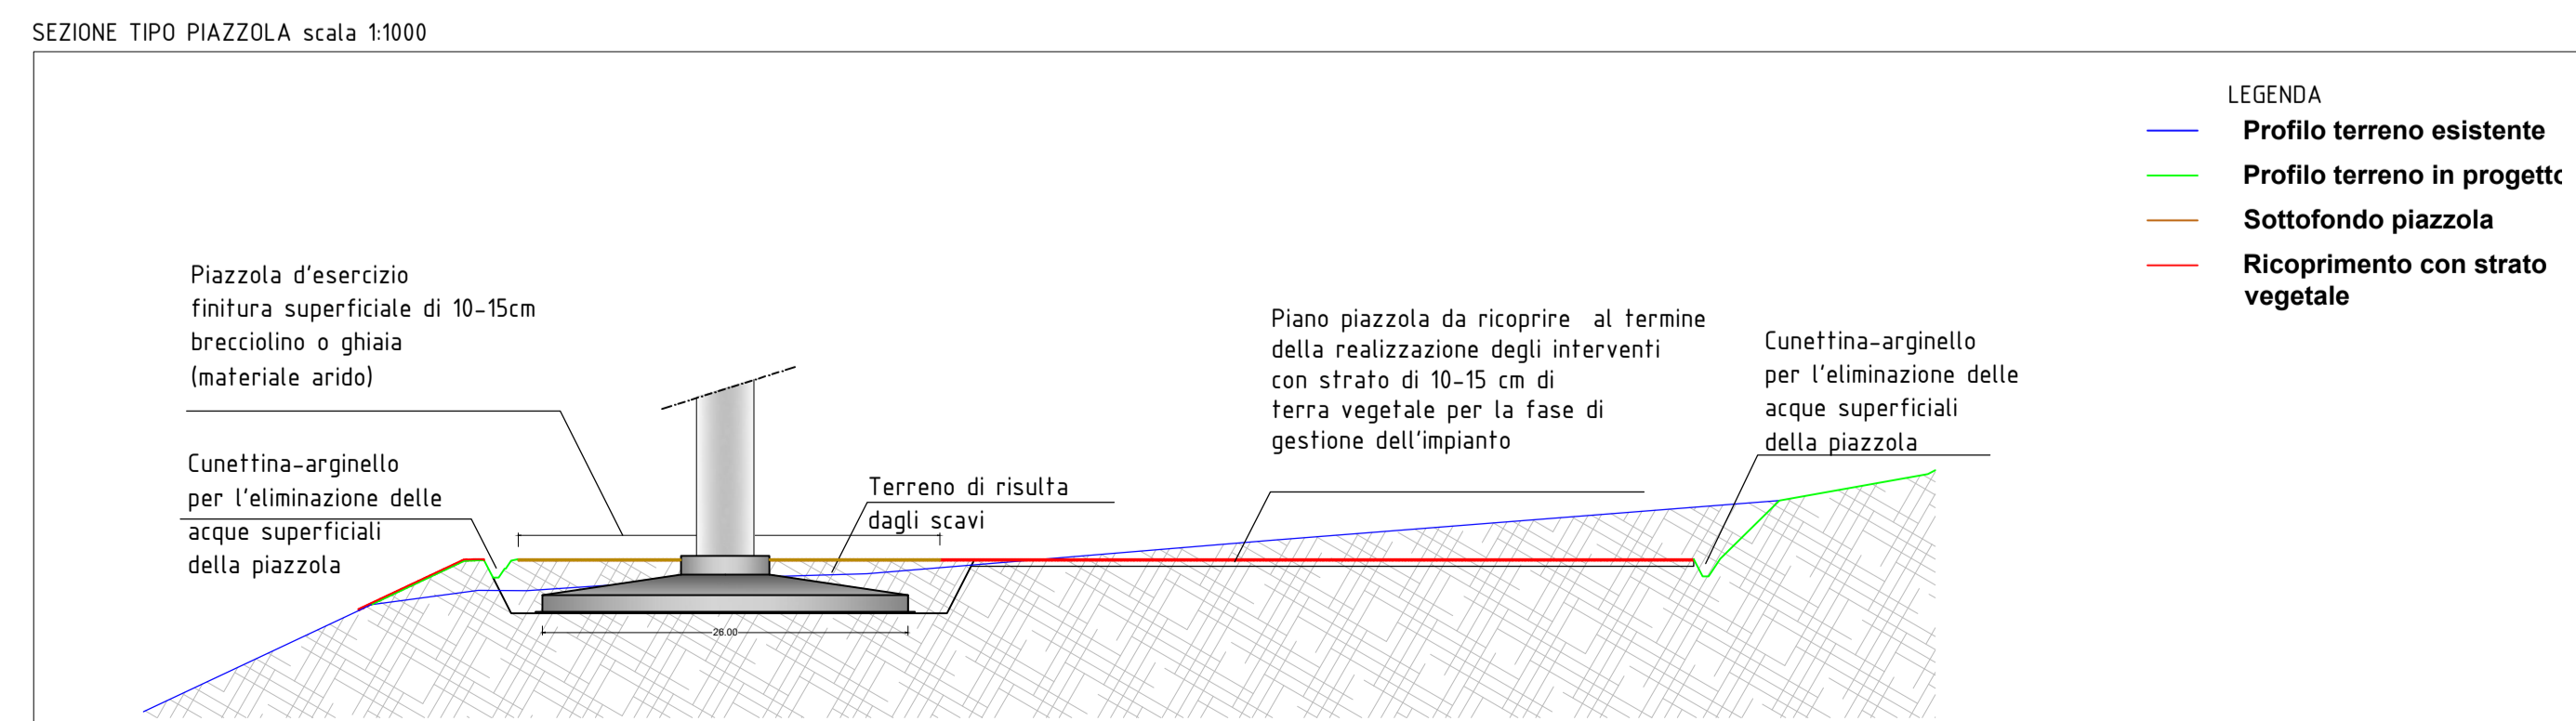 SEZIONE TIPO PIAZZOLA scala 1:1000
LEGENDA
Profilo terreno esistente
Profilo terreno in progetto
Sottofondo piazzola
Ricoprimento con strato
vegetale
Piazzola d'esercizio
finitura superficiale di 10-15cm
brecciolino o ghiaia
(materiale arido)
Cunettina-arginello
per l'eliminazione delle
acque superficiali
della piazzola
Terreno di risulta
dagli scavi
Piano piazzola da ricoprire al termine
della realizzazione degli interventi
con strato di 10-15 cm di
terra vegetale per la fase di
gestione dell'impianto
Cunettina-arginello
per l'eliminazione delle
acque superficiali
della piazzola
26.00